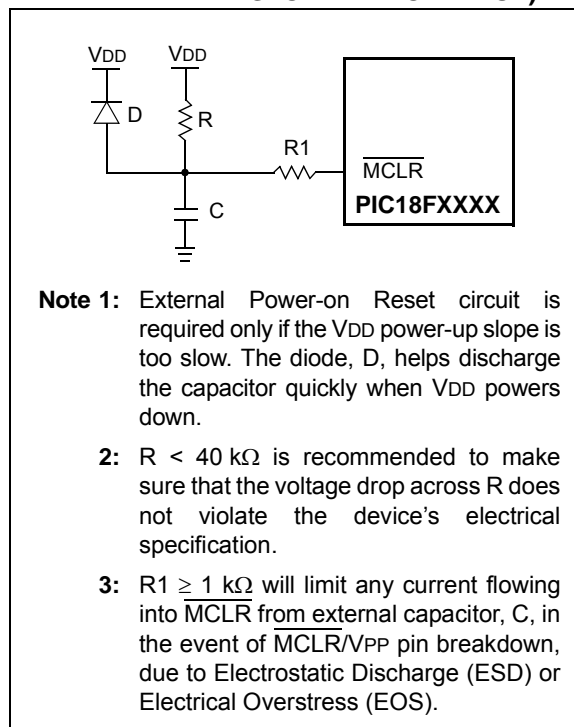 VDD VDD
D
R
R1
MCLR
PIC18FXXXX
C
Note 1: External Power-on Reset circuit is
required only if the VDD power-up slope is
too slow. The diode, D, helps discharge
the capacitor quickly when VDD powers
down.
2: R < 40 kΩ is recommended to make
sure that the voltage drop across R does
not violate the device's electrical
specification.
3: R1 ≥ 1 kΩ will limit any current flowing
into MCLR from external capacitor, C, in
the event of MCLR/VPP pin breakdown,
due to Electrostatic Discharge (ESD) or
Electrical Overstress (EOS).